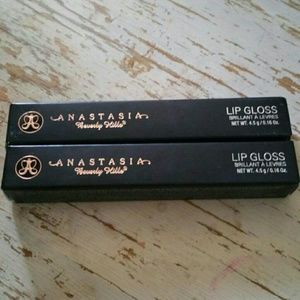 ANASTASIA
Beverly Hills®
LIP GLOSS
BRILLANT À LÈVRES
NET WT. 4.5 g / 0.16 Oz.
ANASTASIA
Beverly Hills®
LIP GLOSS
BRILLANT À LÈVRES
NET WT. 4.5 g / 0.16 Oz.